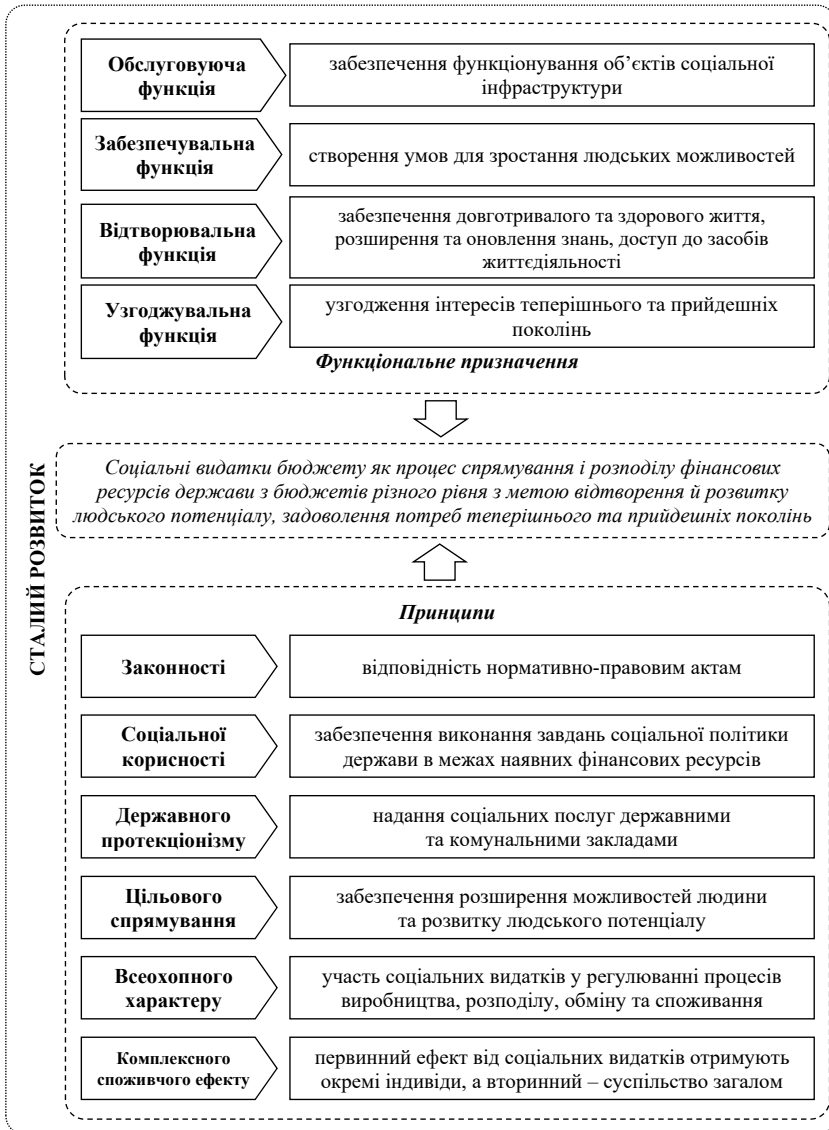 Обслуговуюча
функція
забезпечення функціонування об’єктів соціальної
інфраструктури
Забезпечувальна
функція
створення умов для зростання людських можливостей
Відтворювальна
функція
забезпечення довготривалого та здорового життя,
розширення та оновлення знань, доступ до засобів
життєдіяльності
Узгоджувальна
функція
узгодження інтересів теперішнього та прийдешніх
поколінь
Функціональне призначення
СТАЛИЙ РОЗВИТОК
Соціальні видатки бюджету як процес спрямування і розподілу фінансових
ресурсів держави з бюджетів різного рівня з метою відтворення й розвитку
людського потенціалу, задоволення потреб теперішнього та прийдешніх поколінь
Принципи
Законності
відповідність нормативно-правовим актам
Соціальної
корисності
забезпечення виконання завдань соціальної політики
держави в межах наявних фінансових ресурсів
Державного
протекціонізму
надання соціальних послуг державними
та комунальними закладами
Цільового
спрямування
забезпечення розширення можливостей людини
та розвитку людського потенціалу
Всеохопного
характеру
участь соціальних видатків у регулюванні процесів
виробництва, розподілу, обміну та споживання
Комплексного
споживчого ефекту
первинний ефект від соціальних видатків отримують
окремі індивіди, а вторинний – суспільство загалом